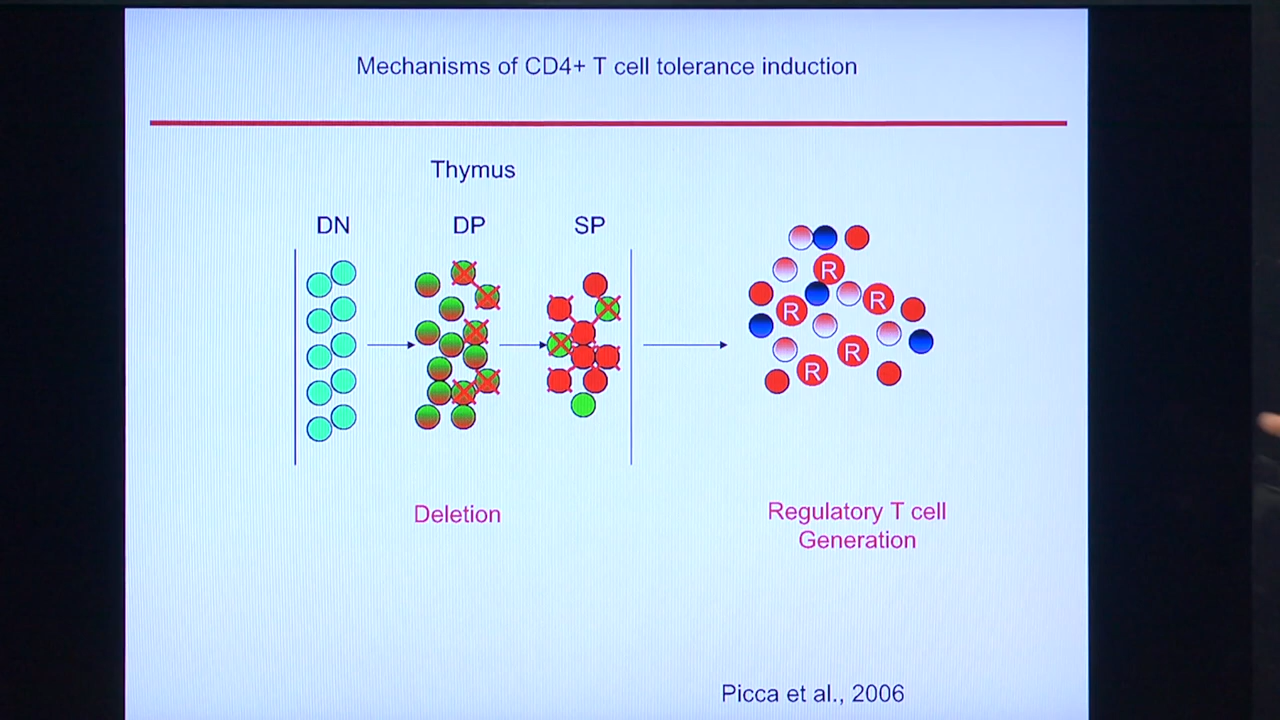 Mechanisms of CD4+ T cell tolerance induction
Thymus
DN DP SP
R
R
R
R
R
Deletion
Regulatory T cell
Generation
Picca et al., 2006